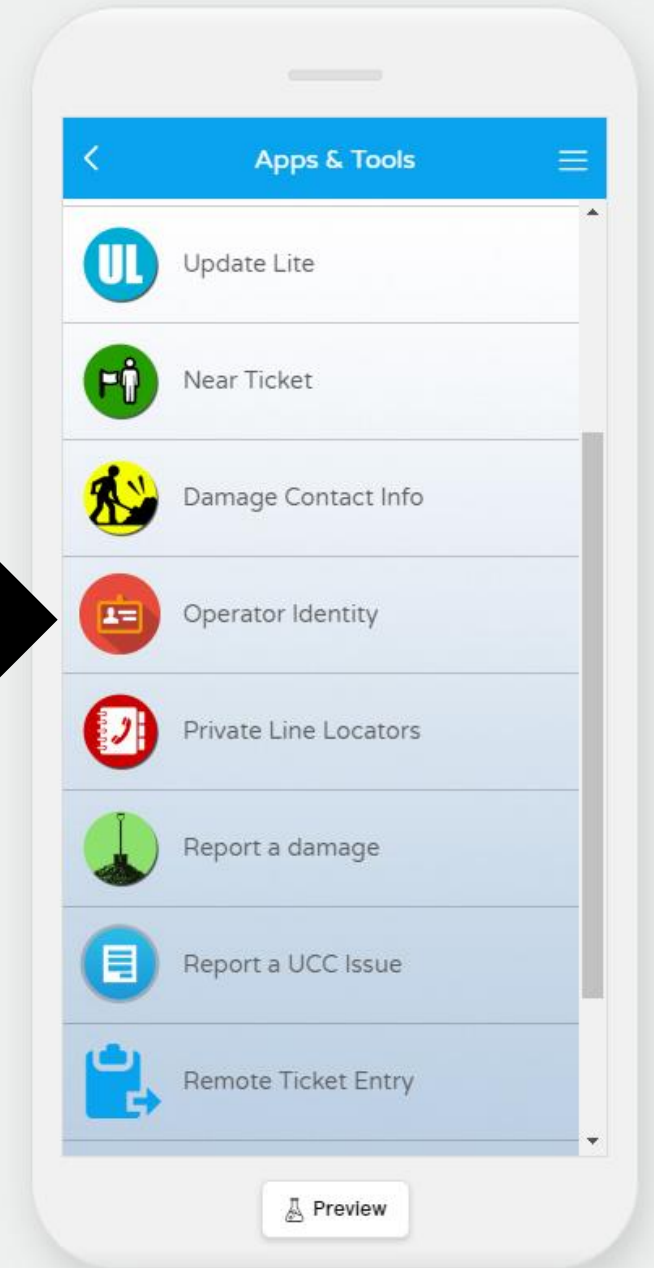 Apps & Tools
UL
Update Lite
Near Ticket
Damage Contact Info
Operator Identity
Private Line Locators
Report a damage
Report a UCC Issue
Remote Ticket Entry
Preview